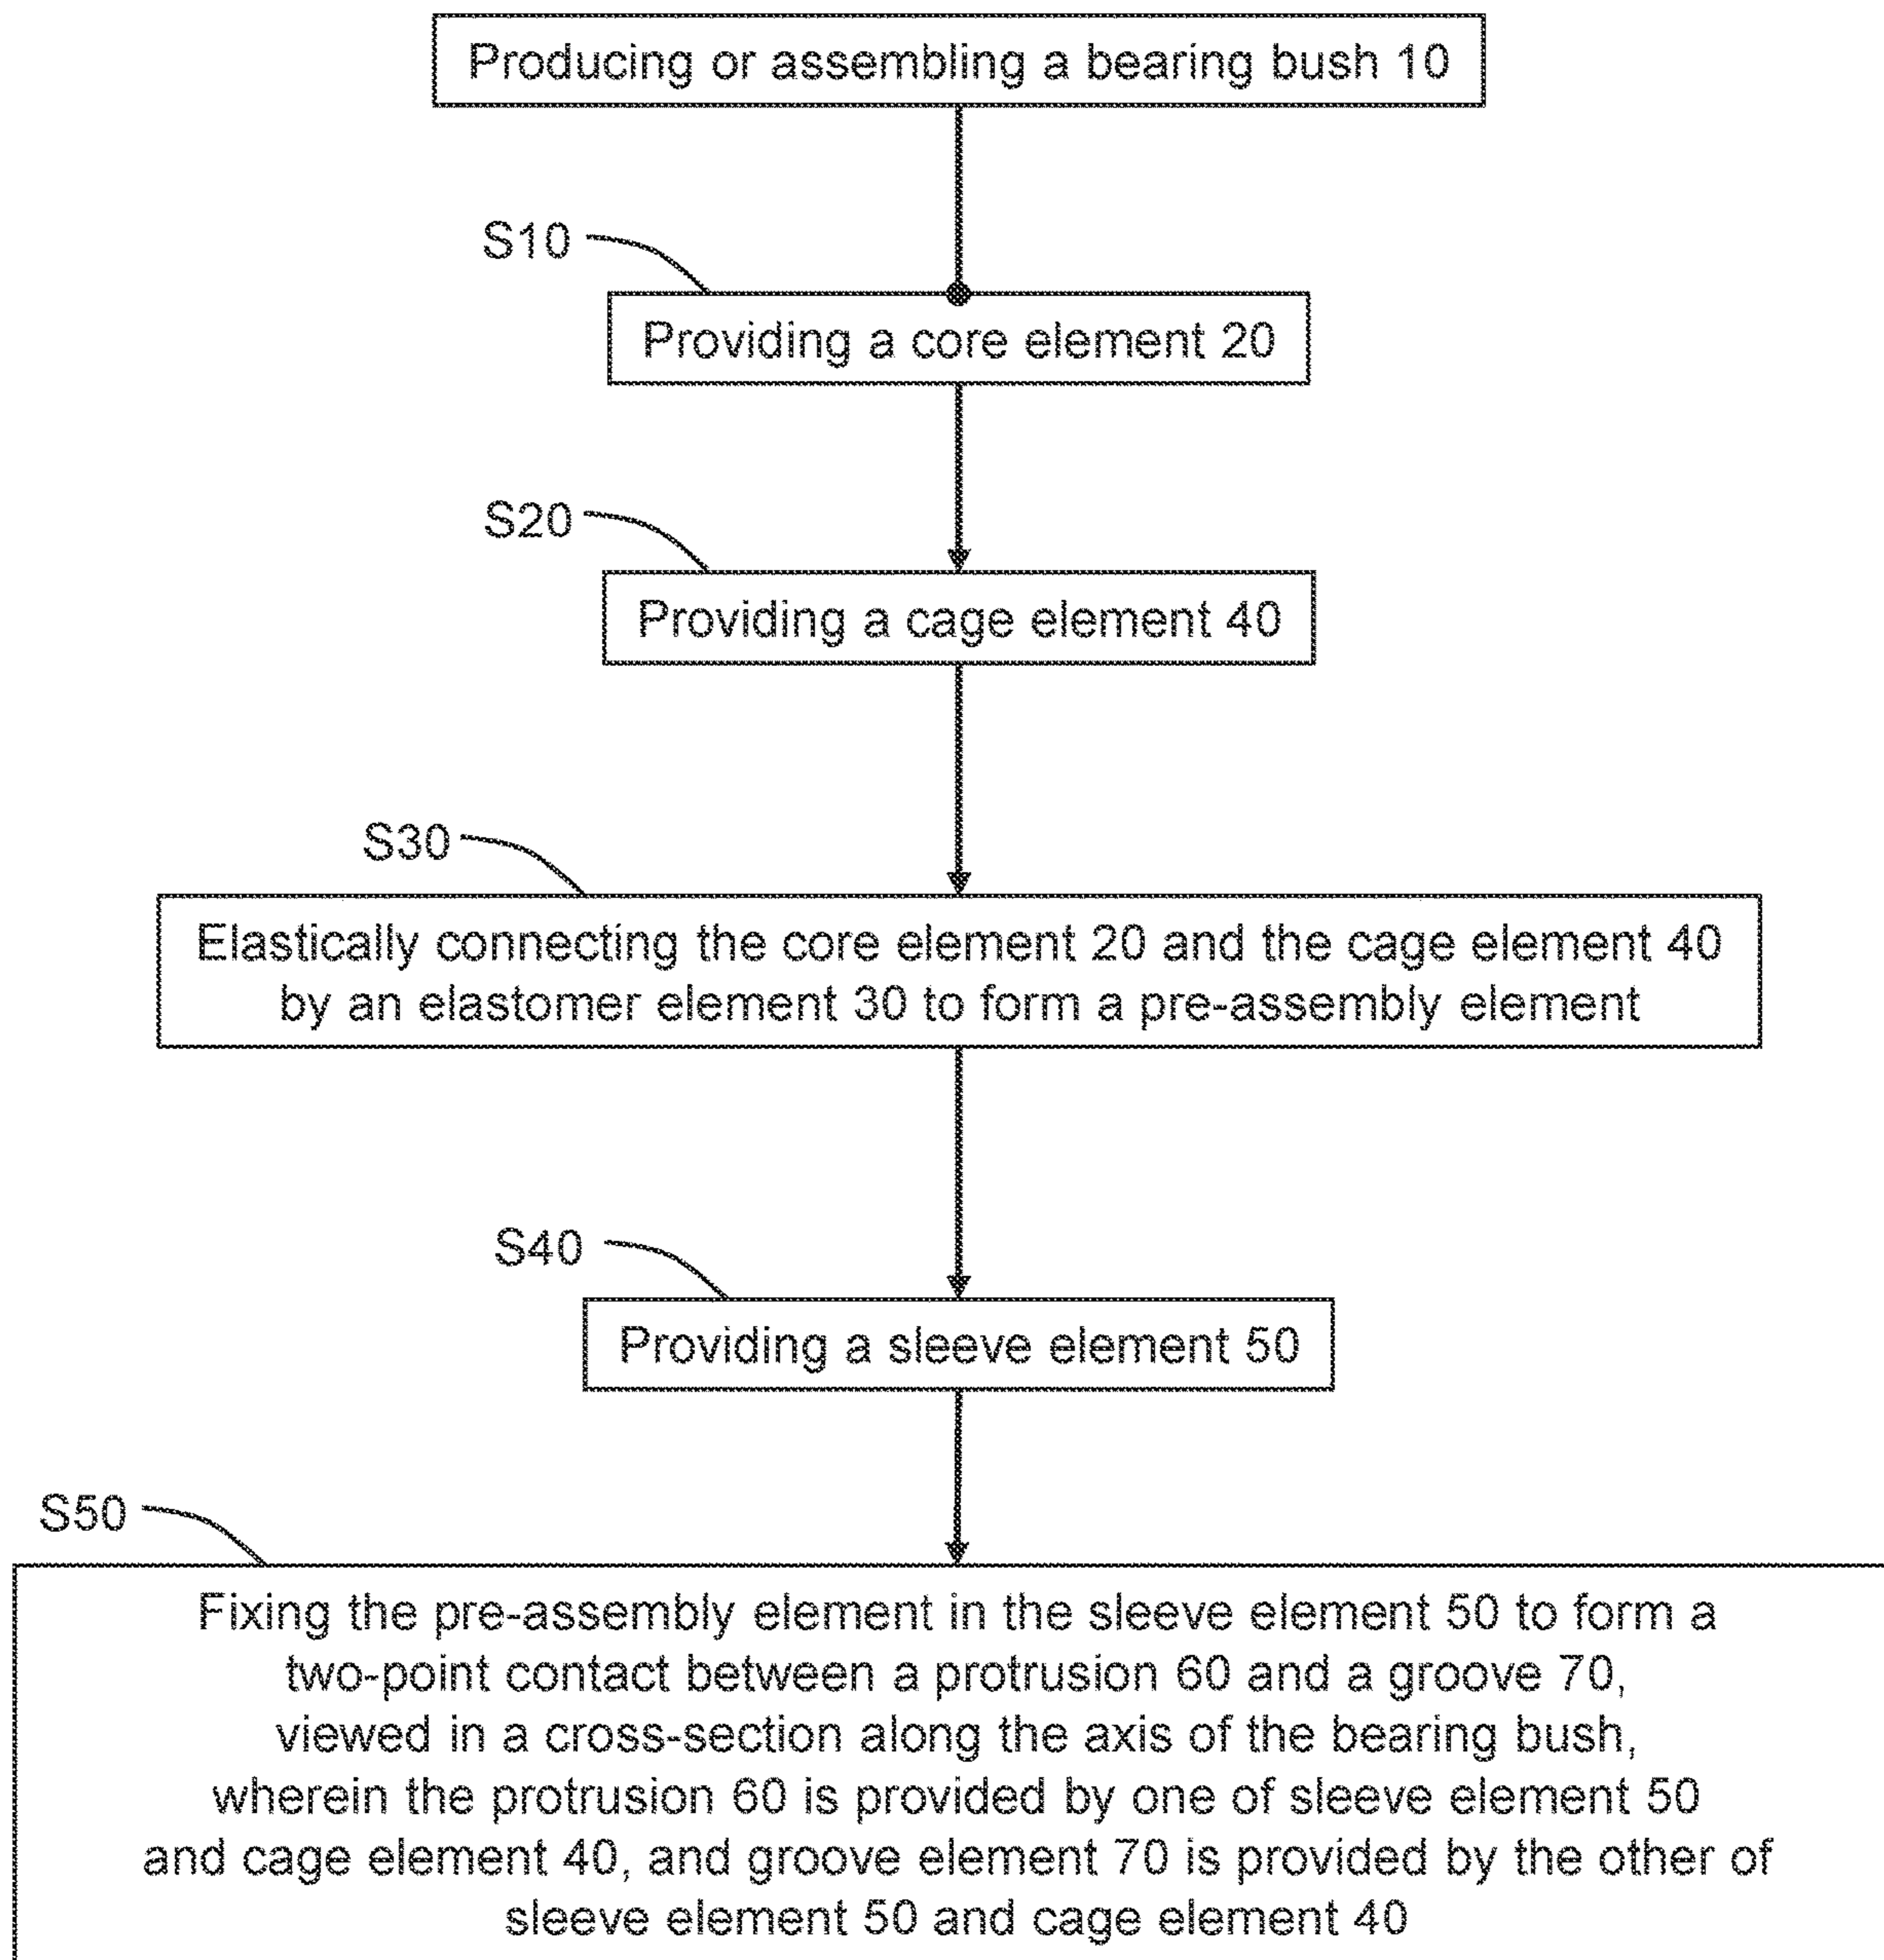 Producing or assembling a bearing bush 10
S10
Providing a core element 20
S20
Providing a cage element 40
S30
Elastically connecting the core element 20 and the cage element 40
by an elastomer element 30 to form a pre-assembly element
S40
Providing a sleeve element 50
S50
Fixing the pre-assembly element in the sleeve element 50 to form a
two-point contact between a protrusion 60 and a groove 70,
viewed in a cross-section along the axis of the bearing bush,
wherein the protrusion 60 is provided by one of sleeve element 50
and cage element 40, and groove element 70 is provided by the other of
sleeve element 50 and cage element 40